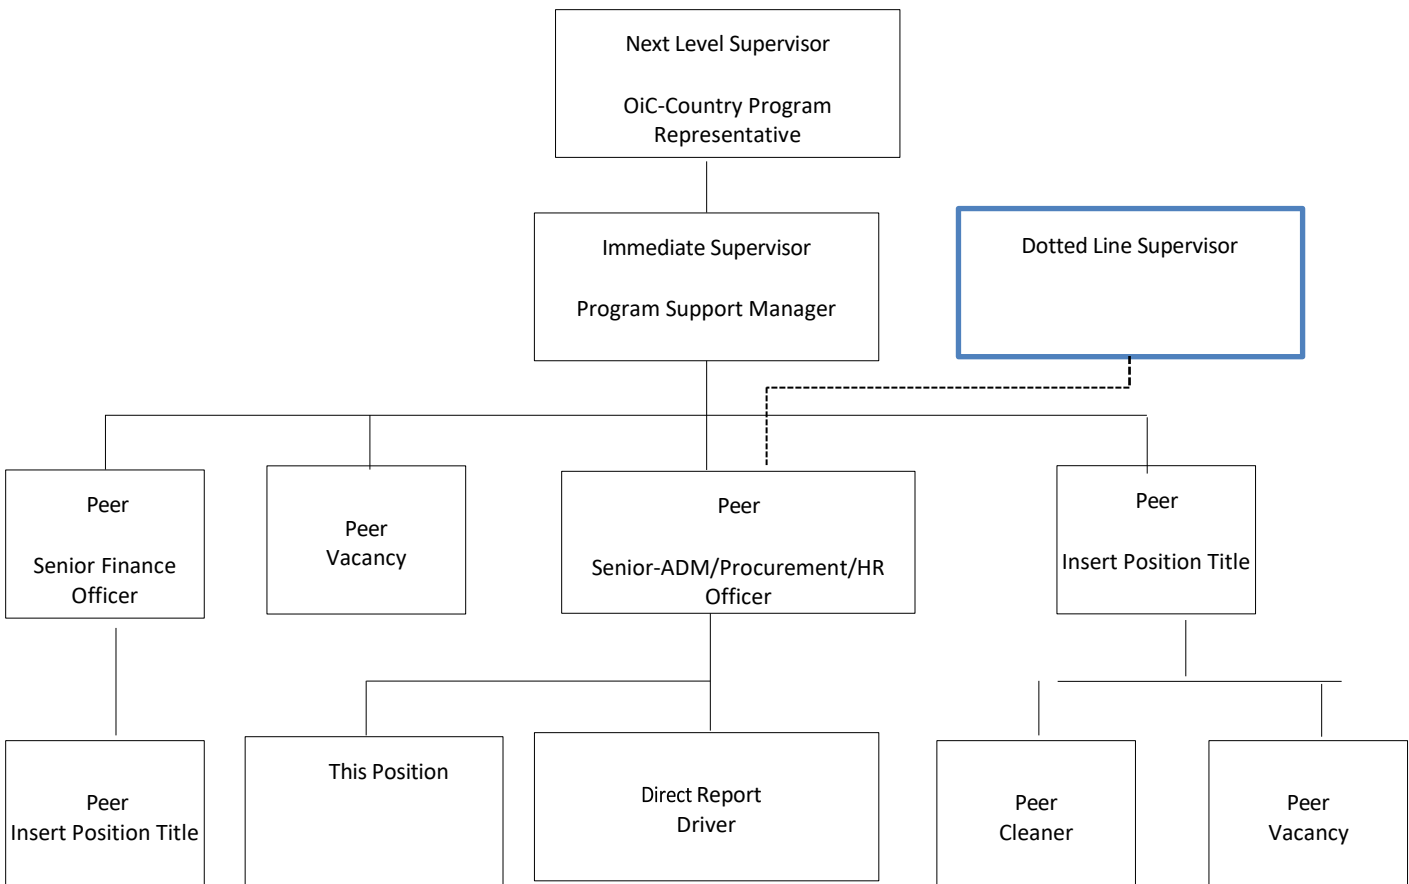 Next Level Supervisor
OiC-Country Program
Representative
Immediate Supervisor
Program Support Manager
Dotted Line Supervisor
Peer
Senior Finance
Officer
Peer
Vacancy
Peer
Senior-ADM/Procurement/HR
Officer
Peer
Insert Position Title
Peer
Insert Position Title
This Position
Direct Report
Driver
Peer
Cleaner
Peer
Vacancy